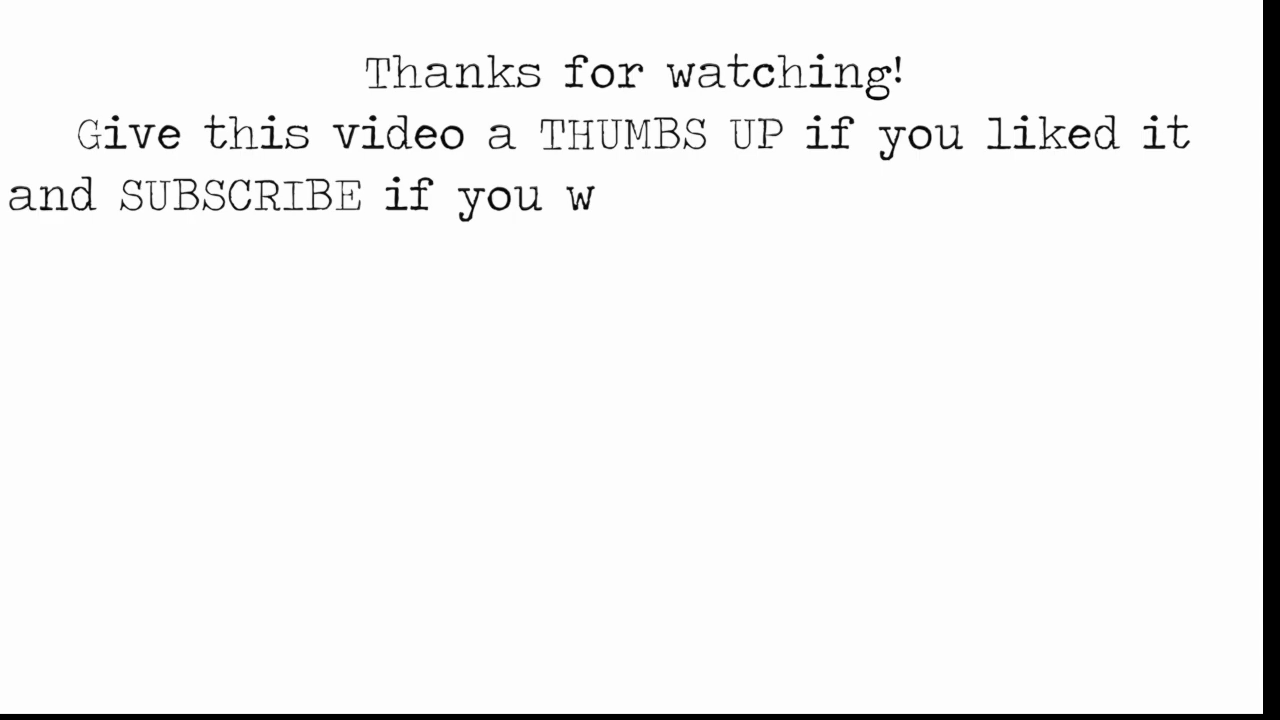 Thanks for watching!
Give this video a THUMBS UP if you liked it
and SUBSCRIBE if you w